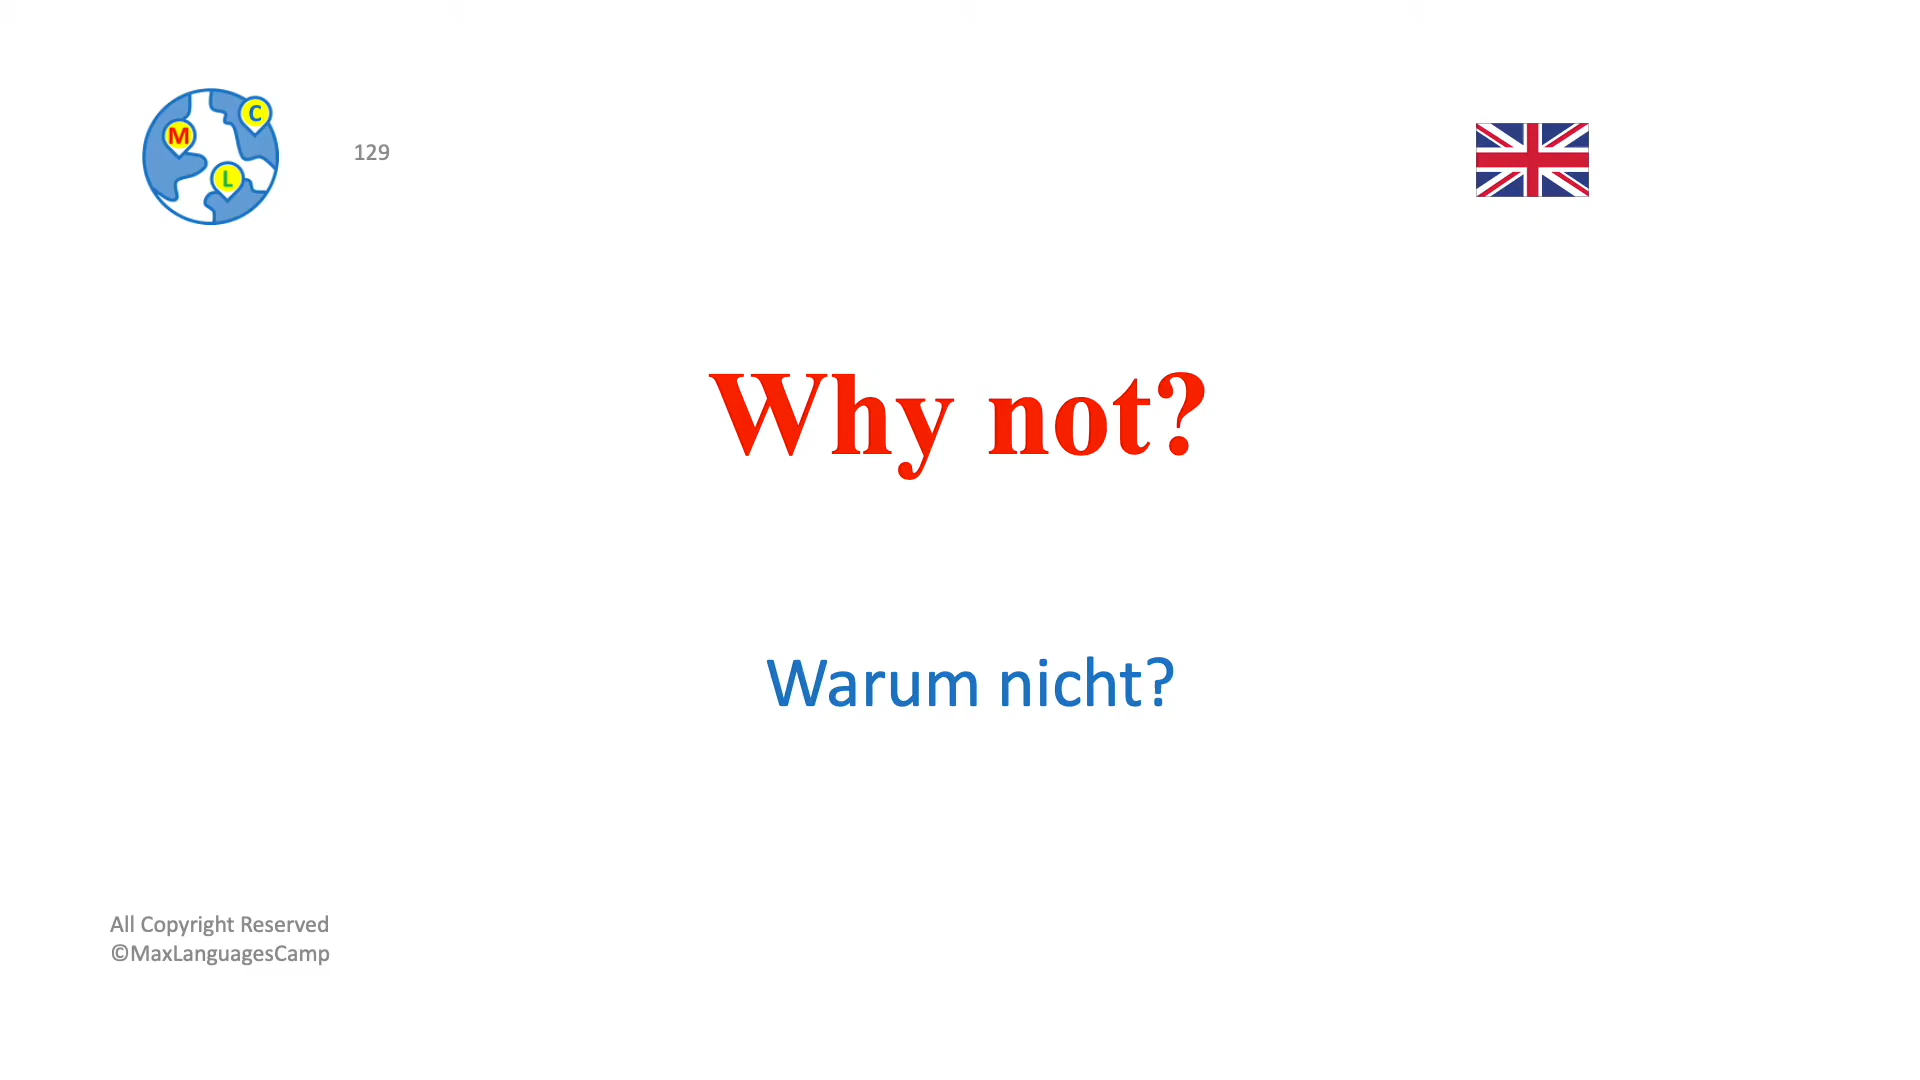 C
M
L
129
Why not?
Warum nicht?
All Copyright Reserved
©MaxLanguagesCamp